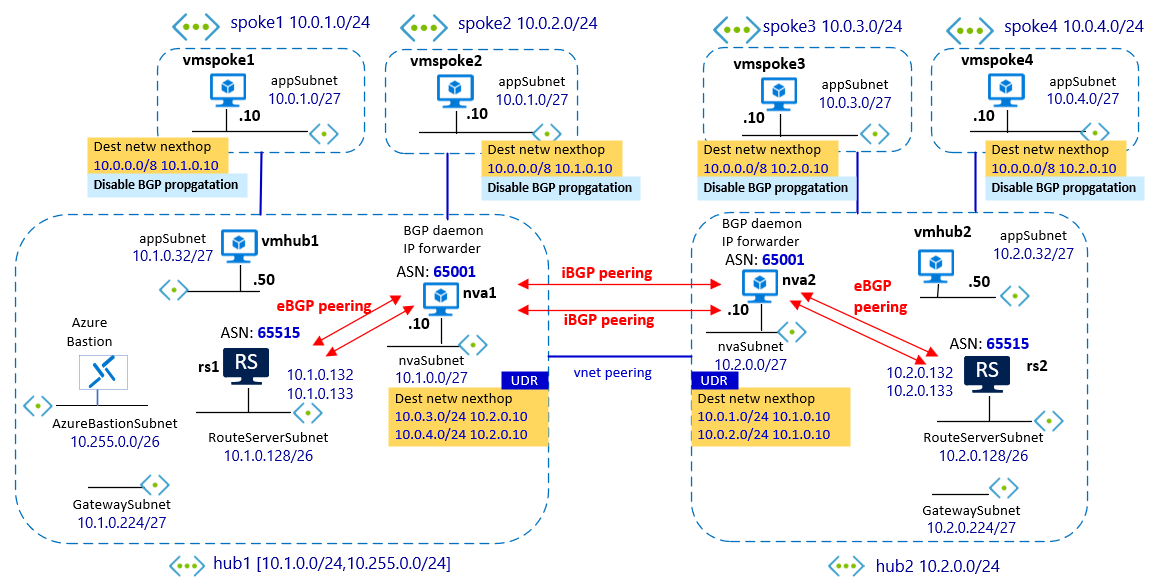 spoke1 10.0.1.0/24
vmspoke1
appSubnet
10.0.1.0/27
.10
Dest netw nexthop
10.0.0.0/8 10.1.0.10
Disable BGP propgatation
spoke2 10.0.2.0/24
vmspoke2
appSubnet
10.0.1.0/27
.10
Dest netw nexthop
10.0.0.0/8 10.1.0.10
Disable BGP propgatation
spoke3 10.0.3.0/24
vmspoke3
appSubnet
10.0.3.0/27
.10
Dest netw nexthop
10.0.0.0/8 10.2.0.10
Disable BGP propgatation
spoke4 10.0.4.0/24
vmspoke4
appSubnet
10.0.4.0/27
.10
Dest netw nexthop
10.0.0.0/8 10.2.0.10
Disable BGP propgatation
appSubnet
10.1.0.32/27
vmhub1
.50
BGP daemon
IP forwarder
ASN: 65001
nva1
.10
nvaSubnet
10.1.0.0/27
eBGP peering
ASN: 65515
RS
rs1
10.1.0.132
10.1.0.133
RouteServerSubnet
10.1.0.128/26
Azure
Bastion
AzureBastionSubnet
10.255.0.0/26
GatewaySubnet
10.1.0.224/27
UDR
Dest netw nexthop
10.0.3.0/24 10.2.0.10
10.0.4.0/24 10.2.0.10
hub1 [10.1.0.0/24,10.255.0.0/24]
iBGP peering
iBGP peering
vnet peering
BGP daemon
IP forwarder
ASN: 65001
nva2
.10
nvaSubnet
10.2.0.0/27
UDR
Dest netw nexthop
10.0.1.0/24 10.1.0.10
10.0.2.0/24 10.1.0.10
vmhub2
appSubnet
10.2.0.32/27
.50
eBGP
peering
ASN: 65515
RS
rs2
10.2.0.132
10.2.0.133
RouteServerSubnet
10.2.0.128/26
GatewaySubnet
10.2.0.224/27
hub2 10.2.0.0/24